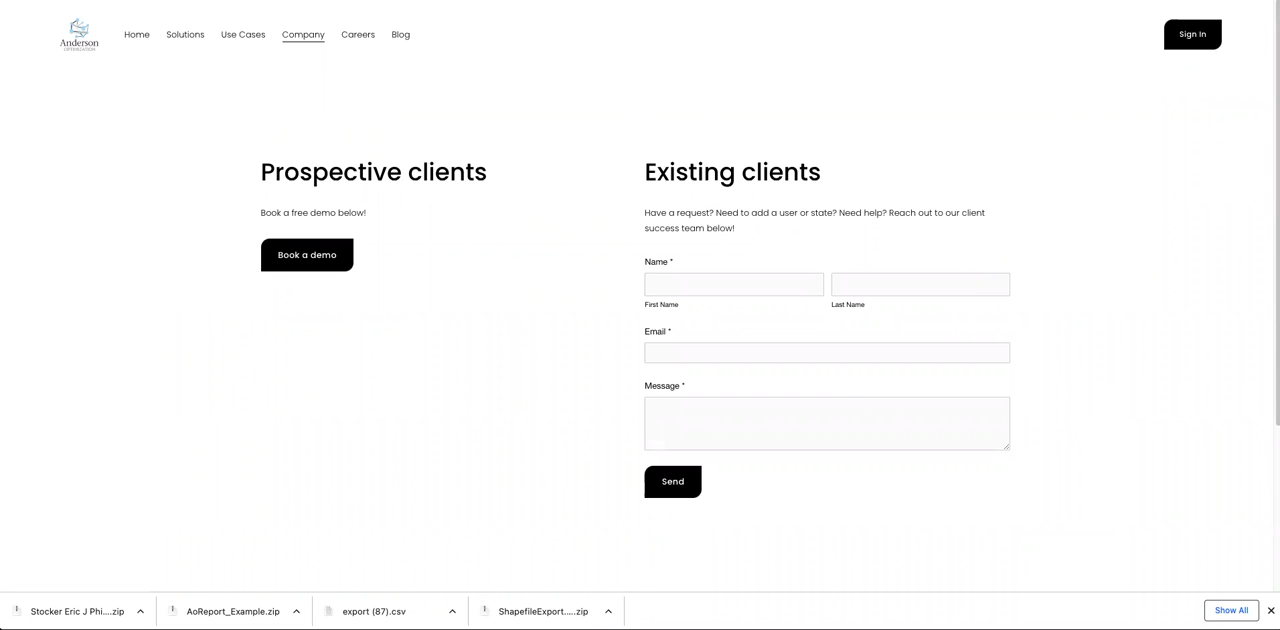 Anderson
OPTIMIZATION
Home
Solutions
Use Cases
Company
Careers
Blog
Sign In
Prospective clients
Book a free demo below!
Book a demo
Existing clients
Have a request? Need to add a user or state? Need help? Reach out to our client
success team below!
Name *
First Name
Last Name
Email *
Message *
Send
Stocker Eric J Phi....zip
AoReport_Example.zip
export (87).csv
ShapefileExport.....zip
Show All